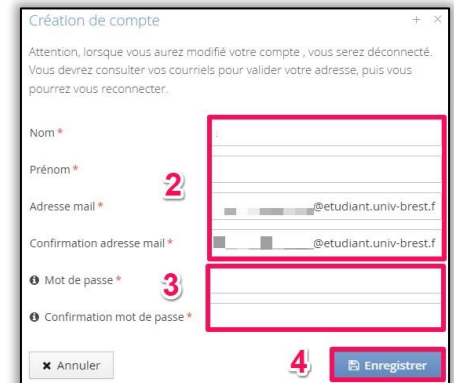 Création de compte + ×
Attention, lorsque vous aurez modifié votre compte , vous serez déconnecté.
Vous devrez consulter vos courriels pour valider votre adresse, puis vous
pourrez vous reconnecter.
Nom *
Prénom *
2
Adresse mail * @etudiant.univ-brest.f
Confirmation adresse mail * @etudiant.univ-brest.f
Mot de passe *
3
Confirmation mot de passe *
× Annuler 4 Enregistrer